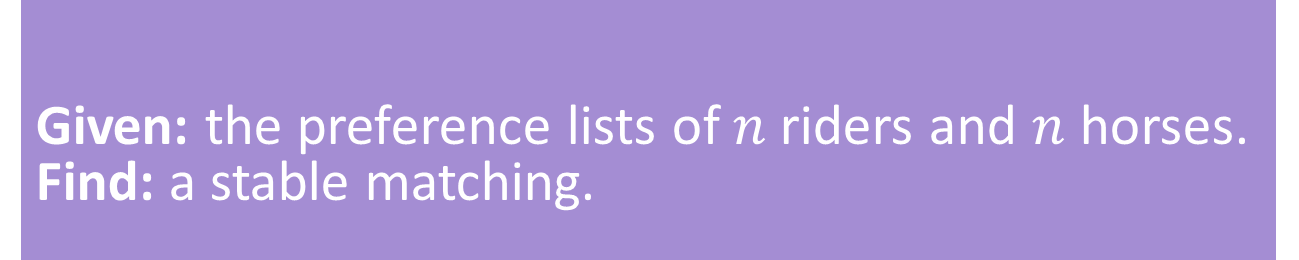 Given: the preference lists of n riders and n horses.
Find: a stable matching.